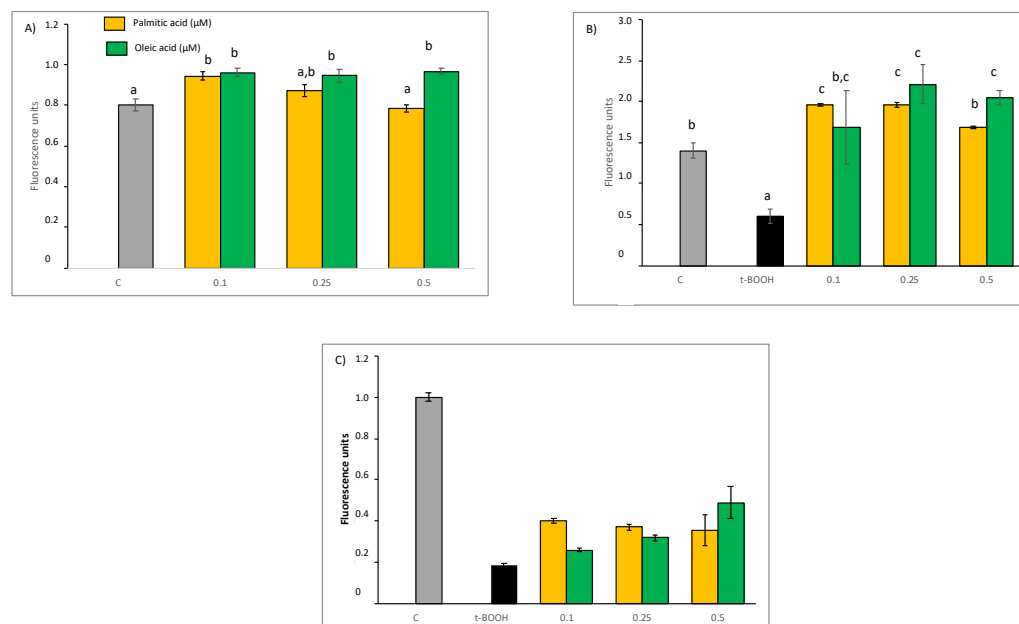 A)
Palmitic acid (µM)
Oleic acid (µM)
Fluorescence units
1.2
1.0
0.8
0.6
0.4
0.2
0
a
b
b
a,b
b
a
b
C
0.1
0.25
0.5
B)
Fluorescence units
3.0
2.5
2.0
1.5
1.0
0.5
0
b
a
c
b,c
c
c
b
c
C
t-BOOH
0.1
0.25
0.5
C)
Fluorescence units
1.2
1.0
0.8
0.6
0.4
0.2
0
C
t-BOOH
0.1
0.25
0.5